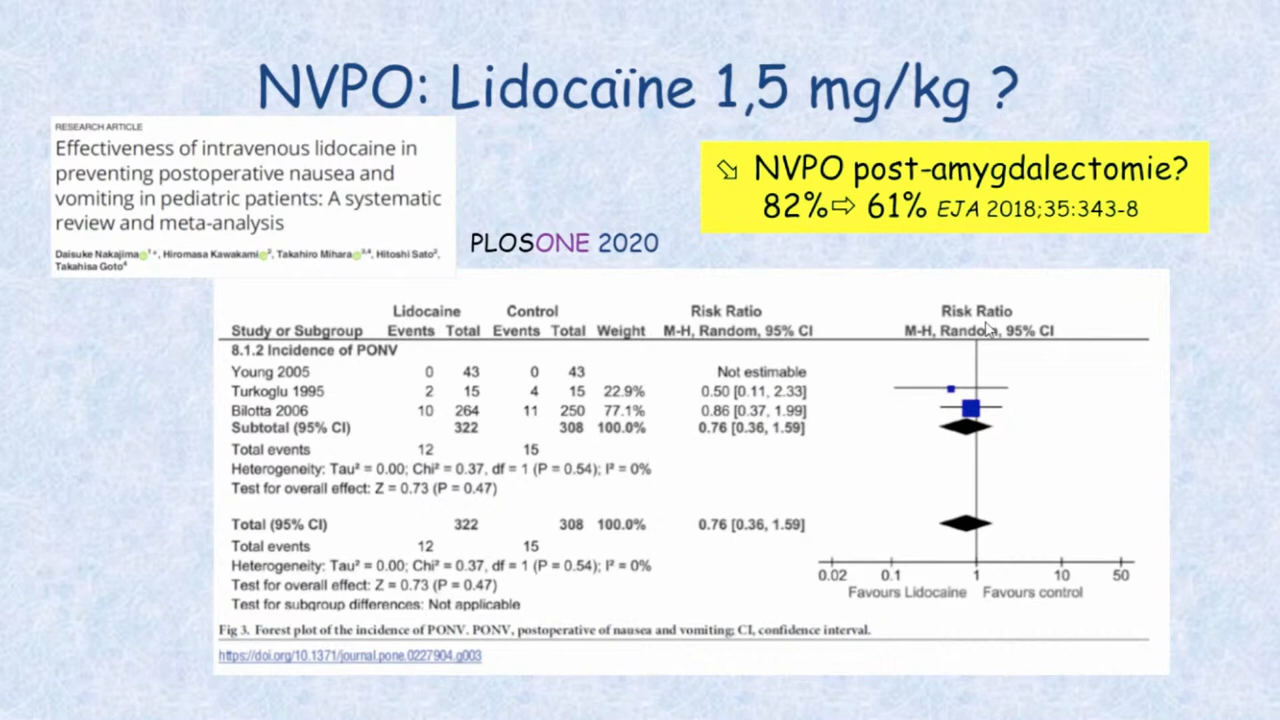 NVPO: Lidocaïne 1,5 mg/kg ?
RESEARCH ARTICLE
Effectiveness of intravenous lidocaine in
preventing postoperative nausea and
vomiting in pediatric patients: A systematic
review and meta-analysis
Daisuke Nakajima 1*, Hiromasa Kawakami 2, Takahiro Mihara 3,4, Hitoshi Sato2,
Takahisa Goto4
PLOSONE 2020
NVPO post-amygdalectomie?
82%⇨ 61% EJA 2018;35:343-8
Lidocaine Control Risk Ratio Risk Ratio
Study or Subgroup Events Total Events Total Weight M-H, Random, 95% CI M-H, Random, 95% CI
8.1.2 Incidence of PONV
Young 2005 0 43 0 43 Not estimable
Turkoglu 1995 2 15 4 15 22.9% 0.50 [0.11, 2.33]
Bilotta 2006 10 264 11 250 77.1% 0.86 [0.37, 1.99]
Subtotal (95% CI) 322 308 100.0% 0.76 [0.36, 1.59]
Total events 12 15
Heterogeneity: Tau² = 0.00; Chi² = 0.37, df = 1 (P = 0.54); I² = 0%
Test for overall effect: Z = 0.73 (P = 0.47)
Total (95% CI) 322 308 100.0% 0.76 [0.36, 1.59]
Total events 12 15
Heterogeneity: Tau² = 0.00; Chi² = 0.37, df = 1 (P = 0.54); I² = 0%
Test for overall effect: Z = 0.73 (P = 0.47)
Test for subgroup differences: Not applicable
0.02 0.1 1 10 50
Favours Lidocaine Favours control
Fig 3. Forest plot of the incidence of PONV. PONV, postoperative of nausea and vomiting; CI, confidence interval.
https://doi.org/10.1371/journal.pone.0227904.g003